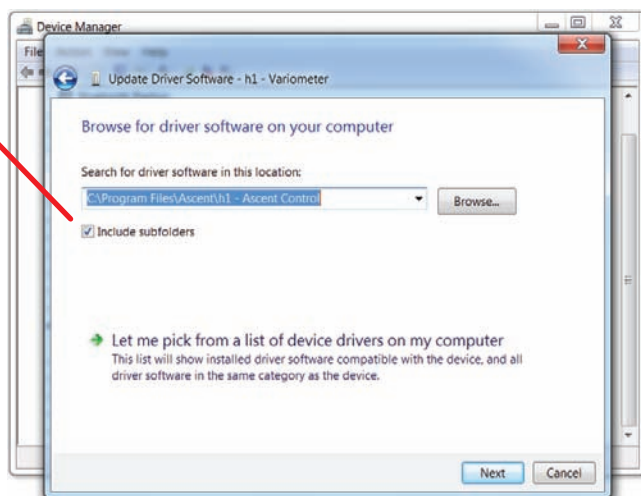 Device Manager
File
Update Driver Software - h1 - Variometer
Browse for driver software on your computer
Search for driver software in this location:
C:\Program Files\Ascent\h1 - Ascent Control
Browse...
Include subfolders
Let me pick from a list of device drivers on my computer
This list will show installed driver software compatible with the device, and all
driver software in the same category as the device.
Next
Cancel